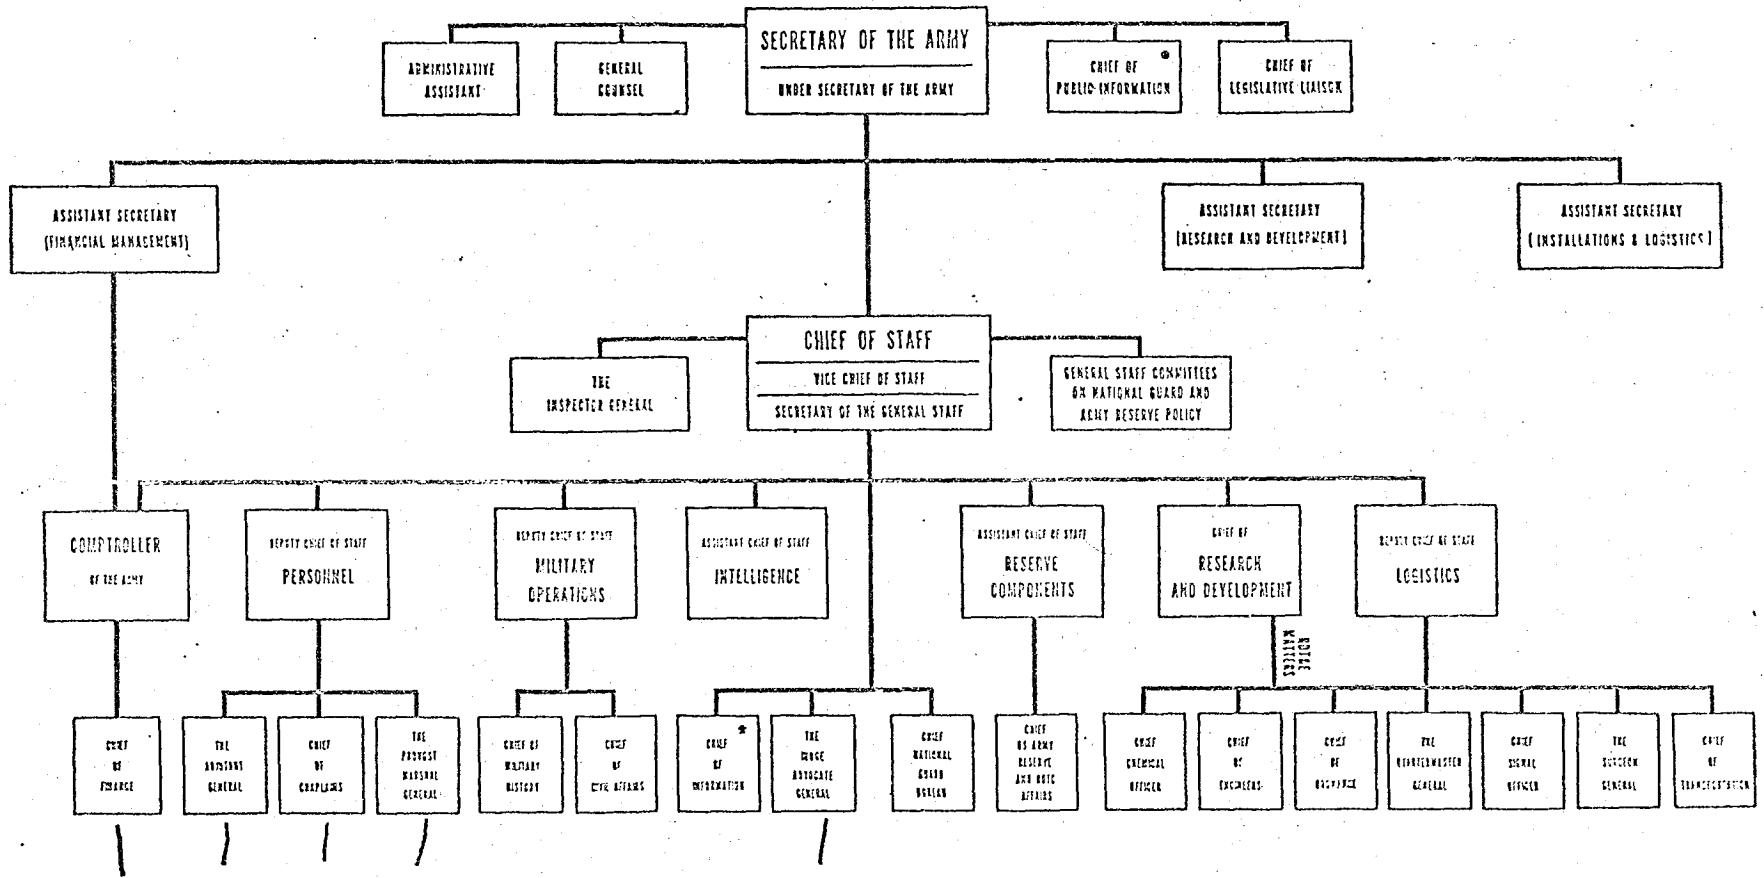 SECRETARY OF THE ARMY
UNDER SECRETARY OF THE ARMY
ADMINISTRATIVE
ASSISTANT
GENERAL
COUNSEL
CHIEF OF
PUBLIC INFORMATION
CHIEF OF
LEGISLATIVE LIAISON
ASSISTANT SECRETARY
(FINANCIAL MANAGEMENT)
ASSISTANT SECRETARY
(RESEARCH AND DEVELOPMENT)
ASSISTANT SECRETARY
(INSTALLATIONS & LOGISTICS)
CHIEF OF STAFF
VICE CHIEF OF STAFF
SECRETARY OF THE GENERAL STAFF
THE
INSPECTOR GENERAL
GENERAL STAFF COMMITTEES
ON NATIONAL GUARD AND
ARMY RESERVE POLICY
COMPTROLLER
OF THE ARMY
DEPUTY CHIEF OF STAFF
PERSONNEL
DEPUTY CHIEF OF STAFF
MILITARY
OPERATIONS
ASSISTANT CHIEF OF STAFF
INTELLIGENCE
ASSISTANT CHIEF OF STAFF
RESERVE
COMPONENTS
CHIEF OF
RESEARCH
AND DEVELOPMENT
DEPUTY CHIEF OF STAFF
LOGISTICS
RDT&E
MATTERS
CHIEF
OF
FINANCE
THE
ADJUTANT
GENERAL
CHIEF
OF
CHAPLAINS
THE
PROVOST
MARSHAL
GENERAL
CHIEF OF
MILITARY
HISTORY
CHIEF
OF
CIVIL AFFAIRS
CHIEF *
OF
INFORMATION
THE
JUDGE
ADVOCATE
GENERAL
CHIEF
NATIONAL
GUARD
BUREAU
CHIEF
US ARMY
RESERVE
AND ROTC
AFFAIRS
CHIEF
CHEMICAL
OFFICER
CHIEF
OF
ENGINEERS
CHIEF
OF
ORDNANCE
THE
QUARTERMASTER
GENERAL
CHIEF
SIGNAL
OFFICER
THE
SURGEON
GENERAL
CHIEF
OF
TRANSPORTATION